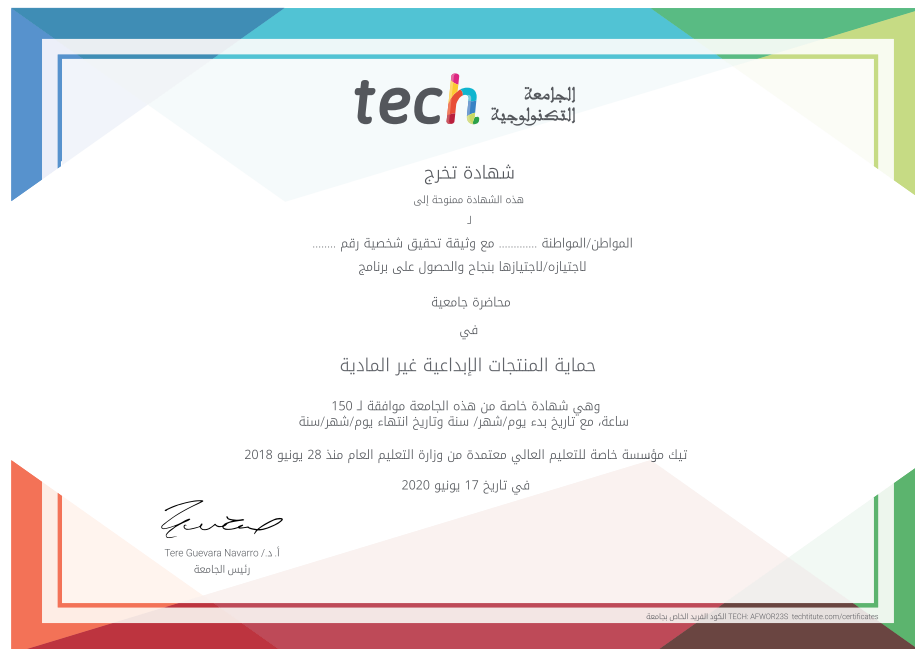 tech الجامعة
التكنولوجية
شهادة تخرج
هذه الشهادة ممنوحة إلى
لـ
المواطن/المواطنة ............ مع وثيقة تحقيق شخصية رقم ........
لاجتيازه/لاجتيازها بنجاح والحصول على برنامج
محاضرة جامعية
في
حماية المنتجات الإبداعية غير المادية
وهي شهادة خاصة من هذه الجامعة موافقة لـ 150
ساعة، مع تاريخ بدء يوم/شهر/ سنة وتاريخ انتهاء يوم/شهر/سنة
تيك مؤسسة خاصة للتعليم العالي معتمدة من وزارة التعليم العام منذ 28 يونيو 2018
في تاريخ 17 يونيو 2020
أ.د./ Tere Guevara Navarro
رئيس الجامعة
الكود الفريد الخاص بجامعة TECH: AFWOR23S techtitute.com/certificates